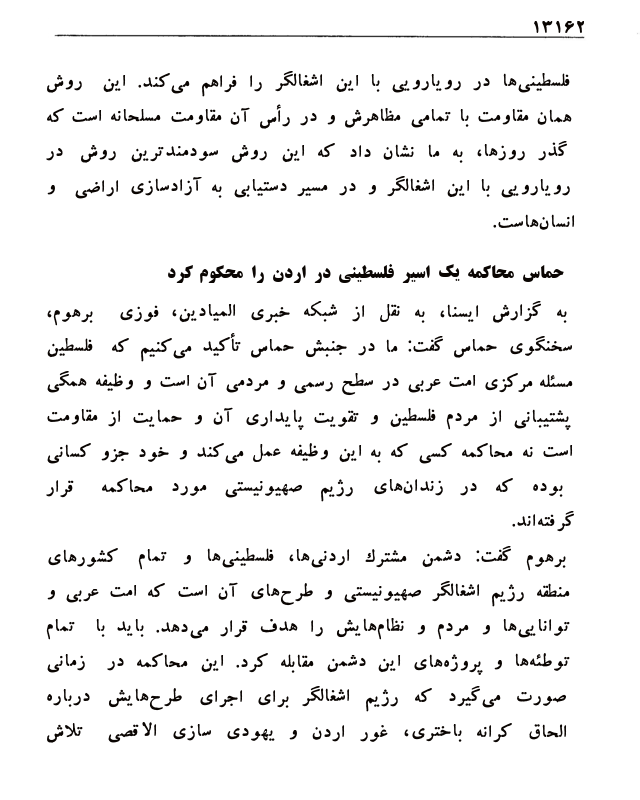 ۱۳۱۶۲
فلسطینی‌ها در رویارویی با این اشغالگر را فراهم می‌کند. این روش
همان مقاومت با تمامی مظاهرش و در رأس آن مقاومت مسلحانه است که
گذر روزها، به ما نشان داد که این روش سودمندترین روش در
رویارویی با این اشغالگر و در مسیر دستیابی به آزادسازی اراضی و
انسان‌هاست.
حماس محاکمه یک اسیر فلسطینی در اردن را محکوم کرد
به گزارش ایسنا، به نقل از شبکه خبری المیادین، فوزی برهوم،
سخنگوی حماس گفت: ما در جنبش حماس تأکید می‌کنیم که فلسطین
مسئله مرکزی امت عربی در سطح رسمی و مردمی آن است و وظیفه همگی
پشتیبانی از مردم فلسطین و تقویت پایداری آن و حمایت از مقاومت
است نه محاکمه کسی که به این وظیفه عمل می‌کند و خود جزو کسانی
بوده که در زندان‌های رژیم صهیونیستی مورد محاکمه قرار
گرفته‌اند.
برهوم گفت: دشمن مشترك اردنی‌ها، فلسطینی‌ها و تمام کشورهای
منطقه رژیم اشغالگر صهیونیستی و طرح‌های آن است که امت عربی و
توانایی‌ها و مردم و نظام‌هایش را هدف قرار می‌دهد. باید با تمام
توطئه‌ها و پروژه‌های این دشمن مقابله کرد. این محاکمه در زمانی
صورت می‌گیرد که رژیم اشغالگر برای اجرای طرح‌هایش درباره
الحاق کرانه باختری، غور اردن و یهودی سازی الاقصی تلاش